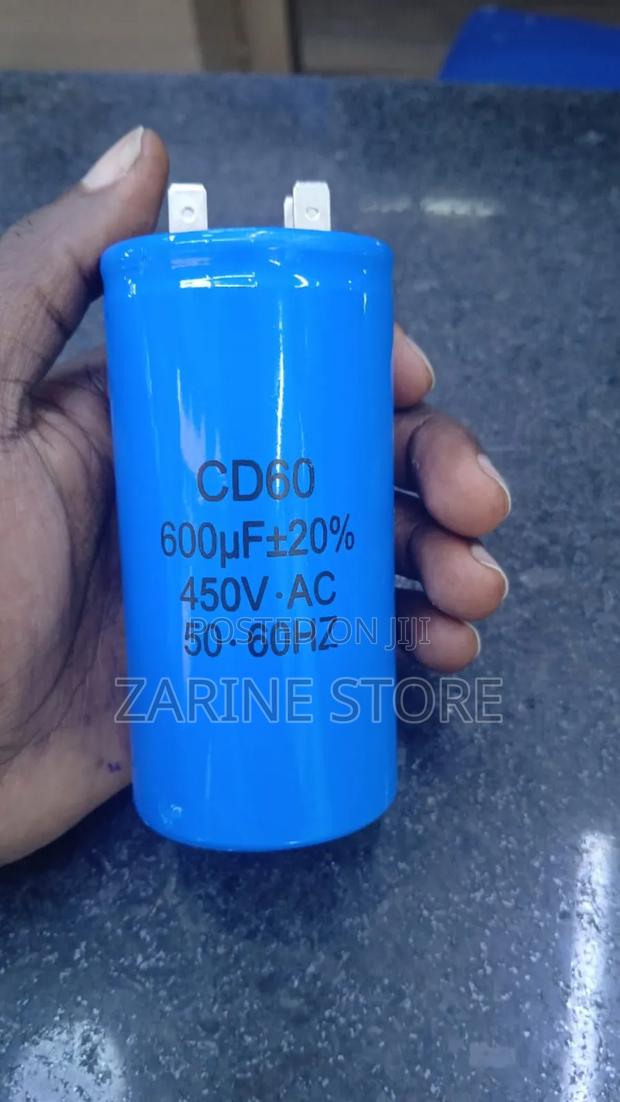 CD60
600µF±20%
450V·AC
50·60HZ
POSTED ON JIJI
ZARINE STORE